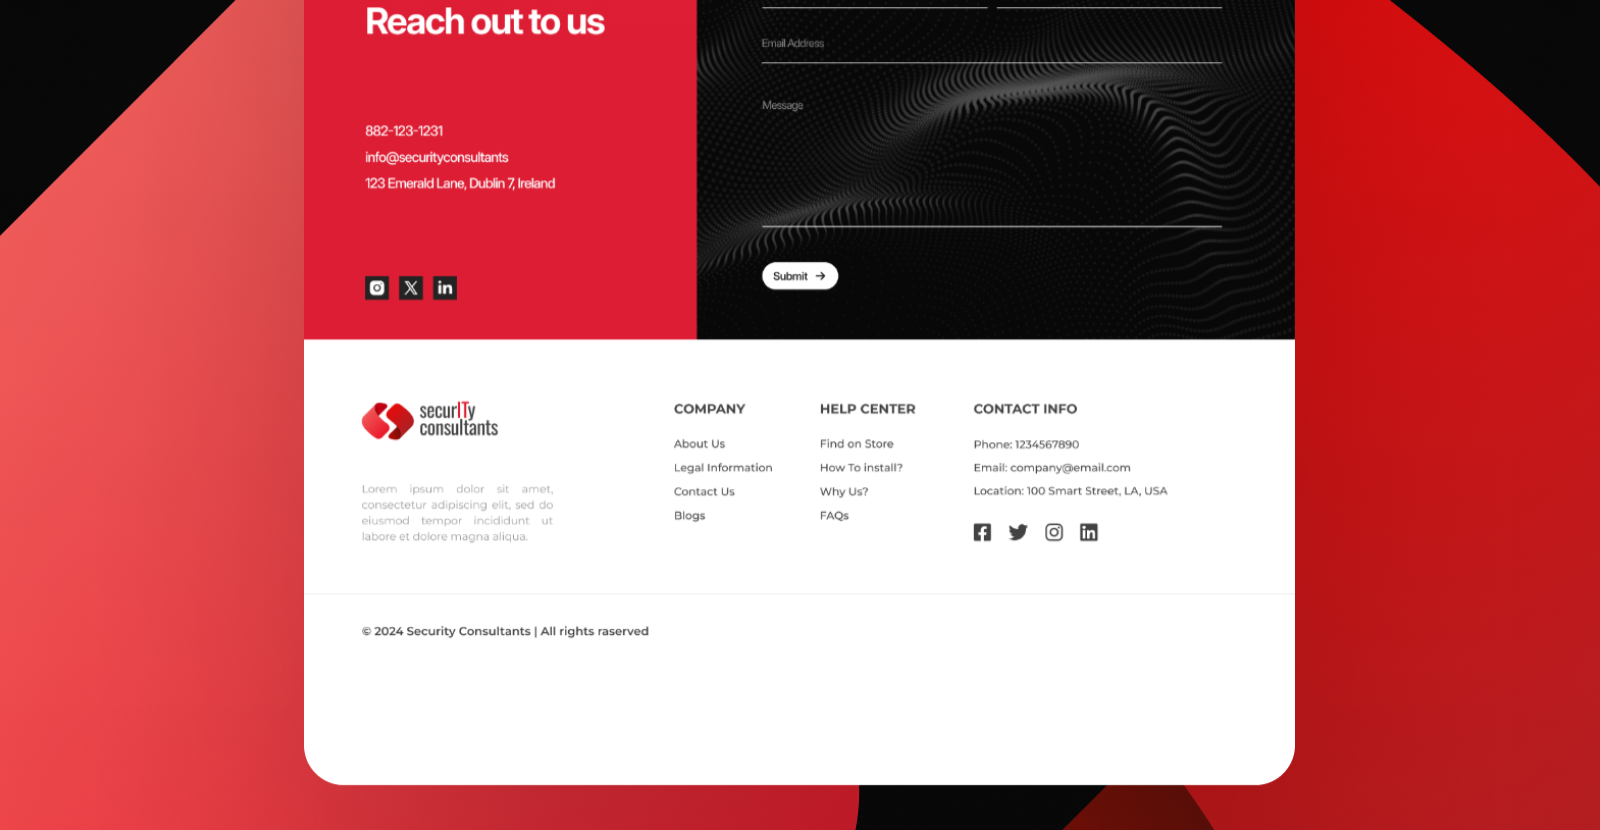 Reach out to us
882-123-1231
info@securityconsultants
123 Emerald Lane, Dublin 7, Ireland
Email Address
Message
Submit
securITy
consultants
Lorem ipsum dolor sit amet,
consectetur adipiscing elit, sed do
eiusmod tempor incididunt ut
labore et dolore magna aliqua.
COMPANY
About Us
Legal Information
Contact Us
Blogs
HELP CENTER
Find on Store
How To install?
Why Us?
FAQs
CONTACT INFO
Phone: 1234567890
Email: company@email.com
Location: 100 Smart Street, LA, USA
© 2024 Security Consultants | All rights raserved